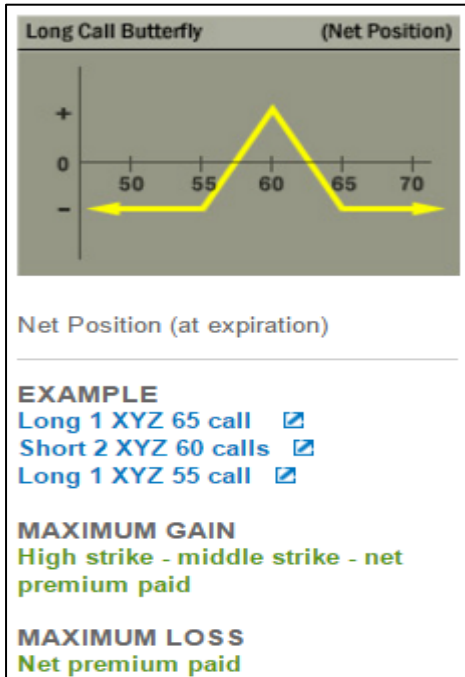 Long Call Butterfly (Net Position)
+
0
50 55 60 65 70
-
Net Position (at expiration)
EXAMPLE
Long 1 XYZ 65 call
Short 2 XYZ 60 calls
Long 1 XYZ 55 call
MAXIMUM GAIN
High strike - middle strike - net
premium paid
MAXIMUM LOSS
Net premium paid